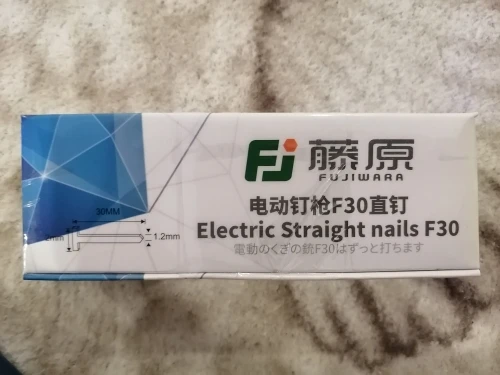 FJ 藤原
FUJIWARA
电动钉枪F30直钉
Electric Straight nails F30
電動のくぎの銃F30はずっと打ちます
30MM
1.2mm